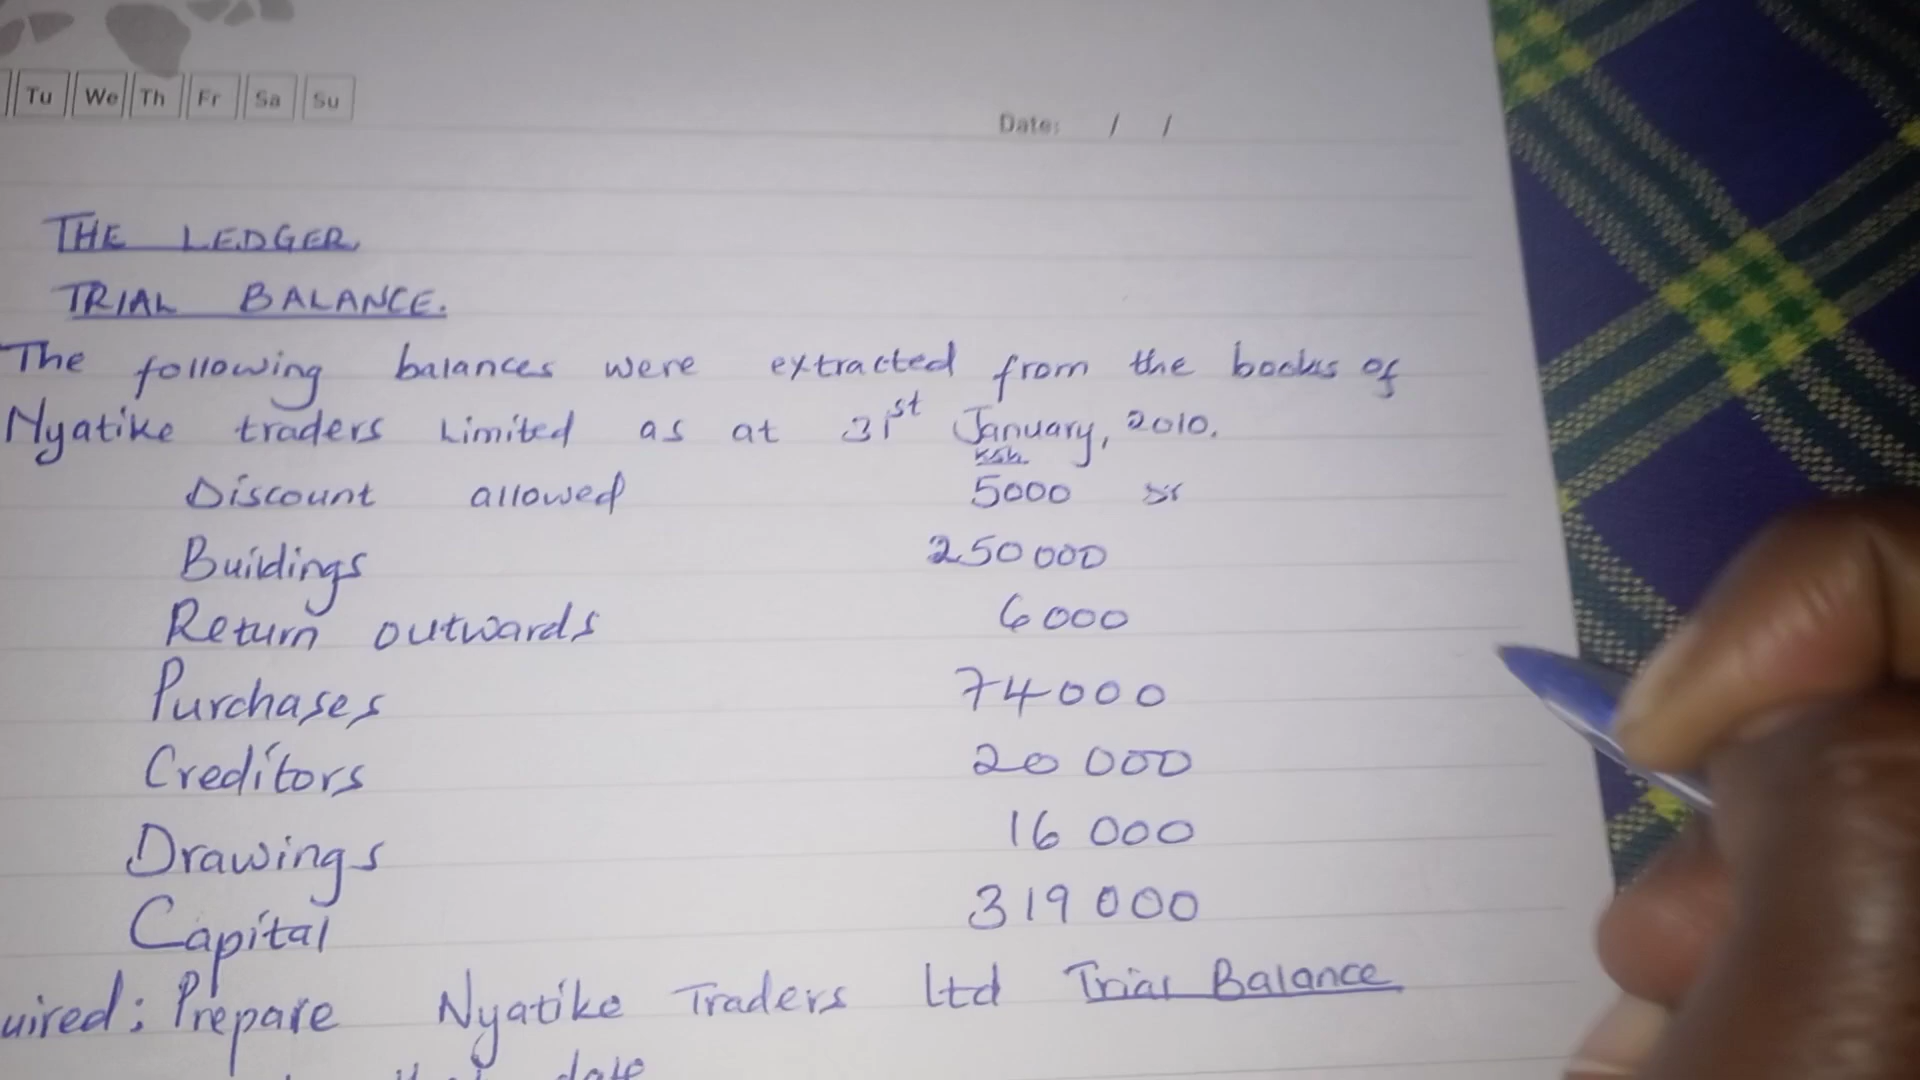 Tu We Th Fr Sa Su
Date: / /
THE LEDGER.
TRIAL BALANCE.
The following balances were extracted from the books of
Nyatike traders Limited as at 31st January, 2010.
Ksh
Discount allowed 5000 Dr
Buildings 250000
Return outwards 6000
Purchases 74000
Creditors 20 000
Drawings 16 000
Capital 319 000
uired: Prepare Nyatike Traders Ltd Trial Balance
date